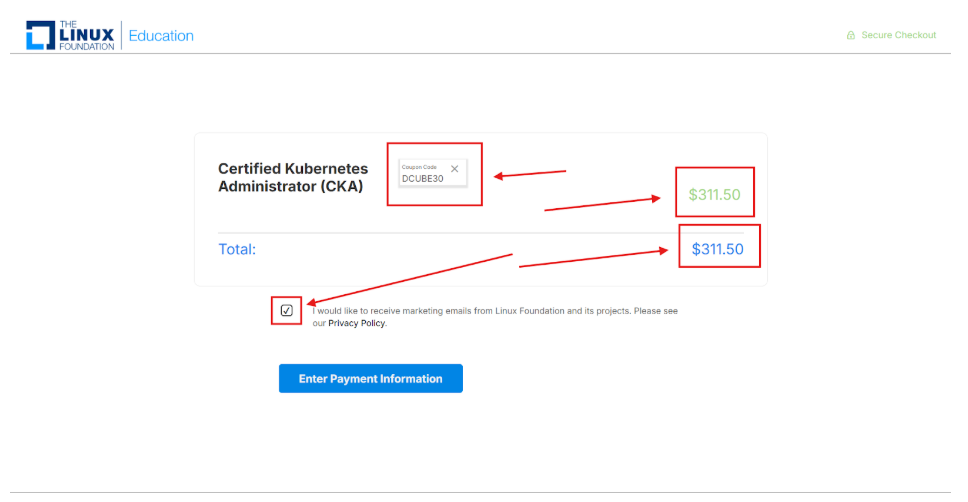 THE
LINUX
FOUNDATION
Education
Secure Checkout
Certified Kubernetes
Administrator (CKA)
Coupon Code
DCUBE30
$311.50
Total:
$311.50
I would like to receive marketing emails from Linux Foundation and its projects. Please see
our Privacy Policy.
Enter Payment Information